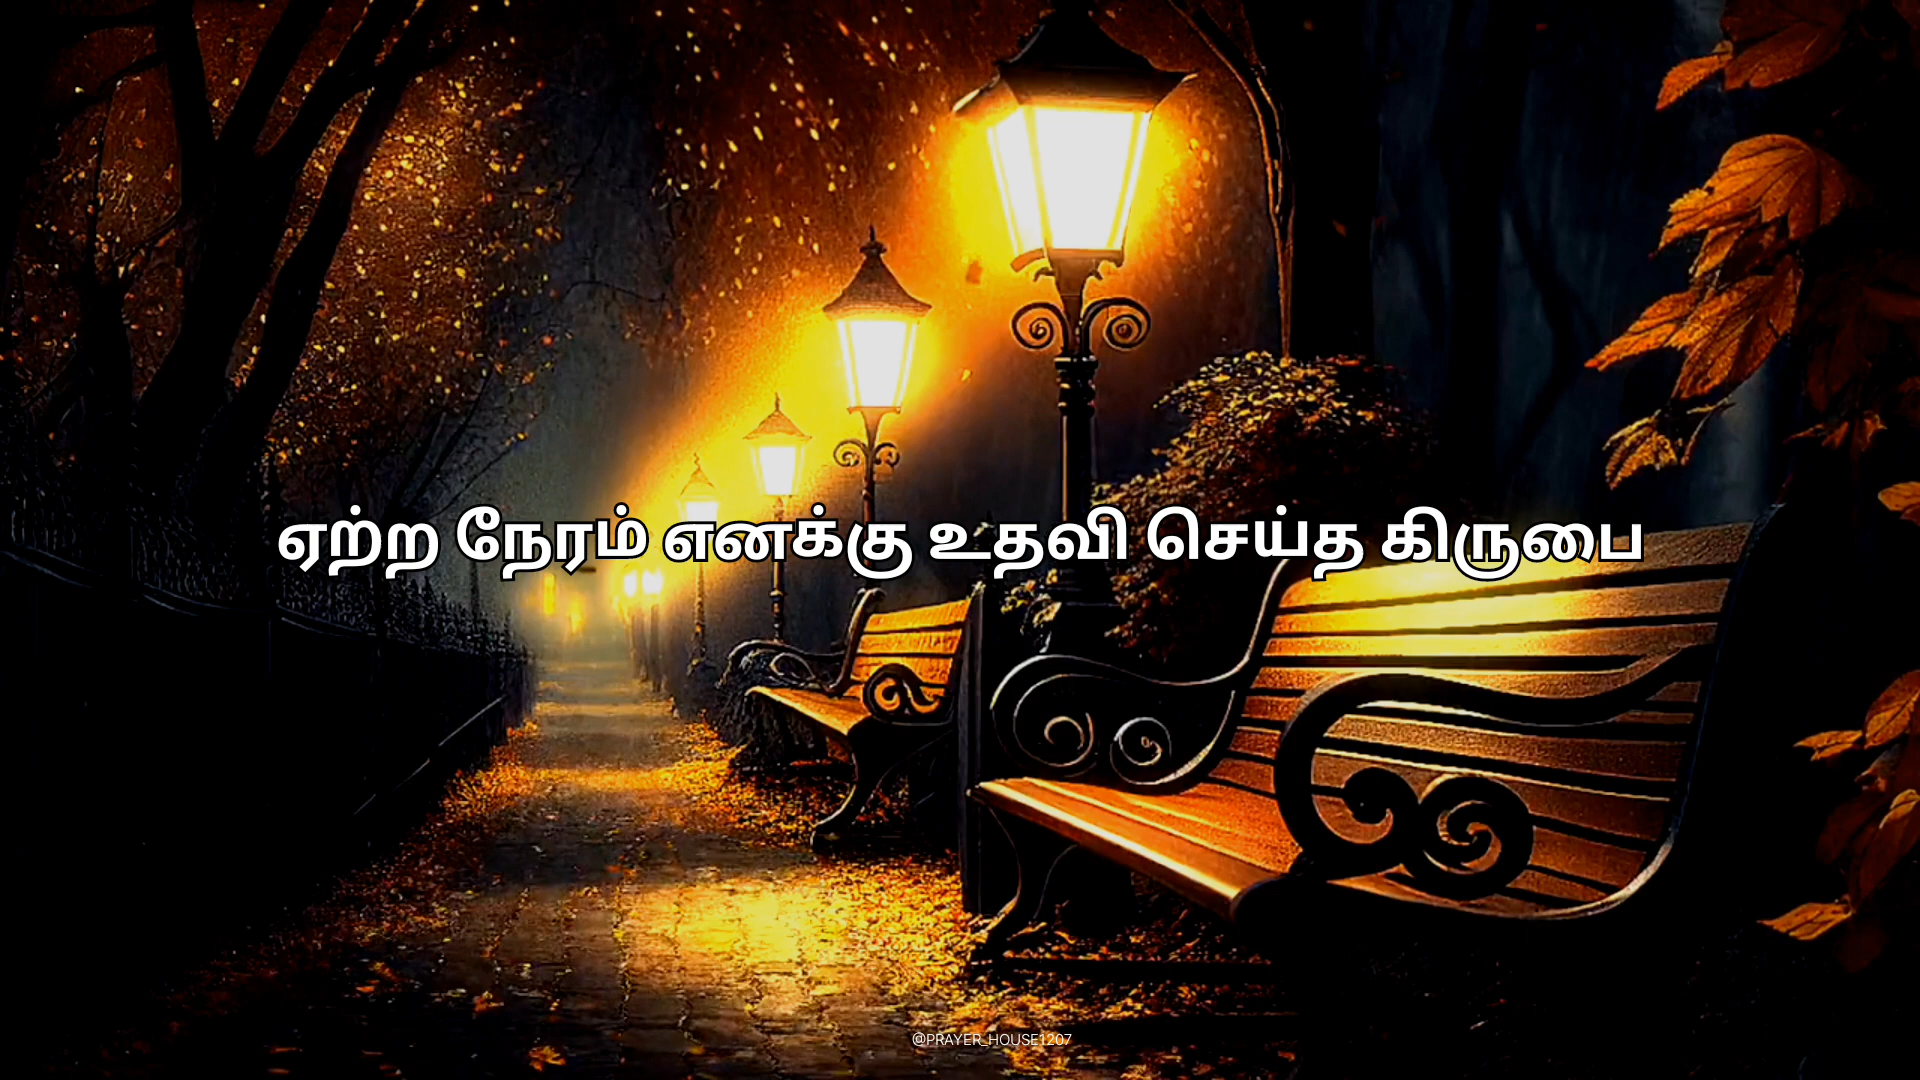 ஏற்ற நேரம் எனக்கு உதவி செய்த கிருபை
@PRAYER_HOUSE1207